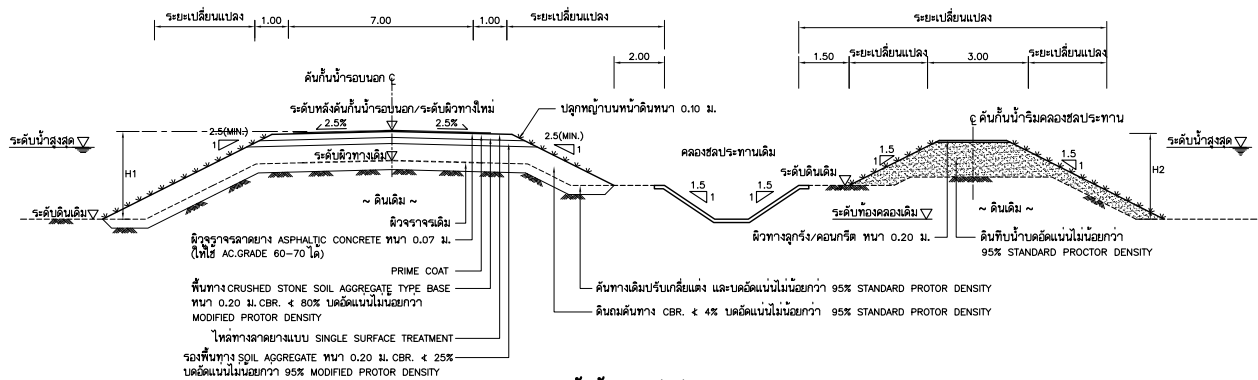 ระยะเปลี่ยนแปลง 1.00 7.00 1.00 ระยะเปลี่ยนแปลง
ระยะเปลี่ยนแปลง
2.00
1.50 ระยะเปลี่ยนแปลง 3.00 ระยะเปลี่ยนแปลง
คันกั้นน้ำรอบนอก ℄
ระดับหลังคันกั้นน้ำรอบนอก/ระดับผิวทางใหม่
ปลูกหญ้าบนหน้าดินหนา 0.10 ม.
2.5% 2.5%
2.5(MIN.)
1
2.5(MIN.)
1
ระดับน้ำสูงสุด
H1
ระดับผิวทางเดิม
ระดับดินเดิม
~ ดินเดิม ~
คลองชลประทานเดิม
1.5
1
1.5
1
ระดับดินเดิม
ระดับท้องคลองเดิม
℄ คันกั้นน้ำริมคลองชลประทาน
ระดับน้ำสูงสุด
1.5
1
1.5
1
H2
~ ดินเดิม ~
ผิวจราจรเดิม
ผิวจราจรลาดยาง ASPHALTIC CONCRETE หนา 0.07 ม.
(ให้ใช้ AC.GRADE 60-70 ได้)
PRIME COAT
พื้นทาง CRUSHED STONE SOIL AGGREGATE TYPE BASE
หนา 0.20 ม. CBR. ≮ 80% บดอัดแน่นไม่น้อยกว่า
MODIFIED PROTOR DENSITY
ไหล่ทางลาดยางแบบ SINGLE SURFACE TREATMENT
รองพื้นทาง SOIL AGGREGATE หนา 0.20 ม. CBR. ≮ 25%
บดอัดแน่นไม่น้อยกว่า 95% MODIFIED PROTOR DENSITY
ผิวทางลูกรัง/คอนกรีต หนา 0.20 ม.
ดินทึบน้ำบดอัดแน่นไม่น้อยกว่า
95% STANDARD PROCTOR DENSITY
คันทางเดิมปรับเกลี่ยแต่ง และบดอัดแน่นไม่น้อยกว่า 95% STANDARD PROTOR DENSITY
ดินถมคันทาง CBR. ≮ 4% บดอัดแน่นไม่น้อยกว่า 95% STANDARD PROTOR DENSITY